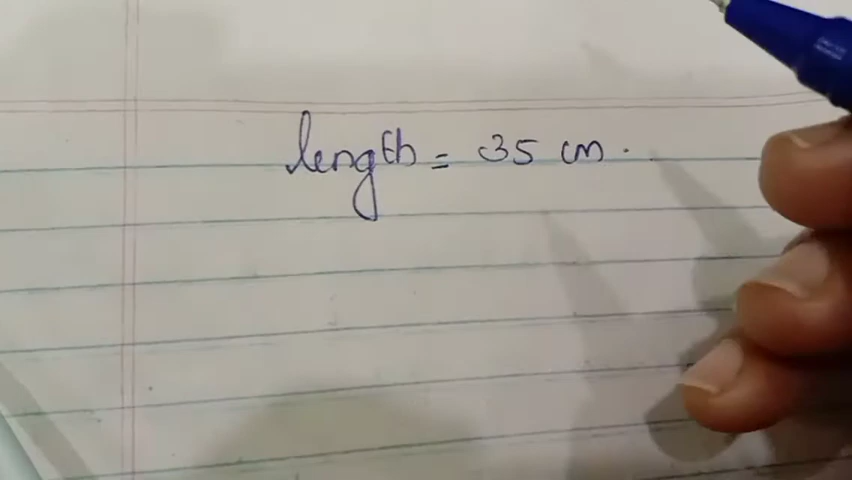 length = 35 cm.